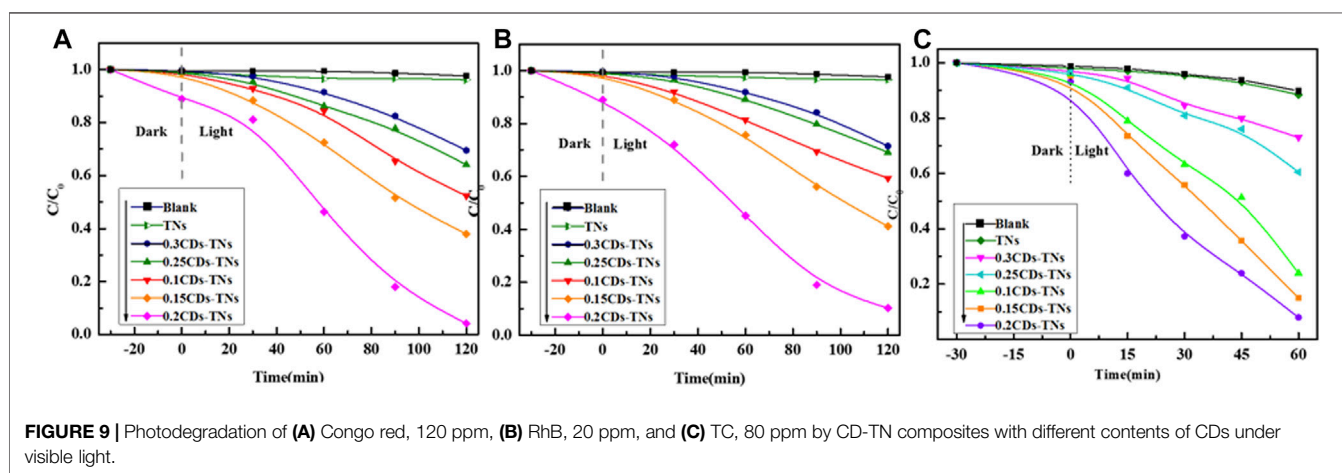 A
C/C₀
1.0
0.8
0.6
0.4
0.2
0.0
Dark
Light
Blank
TNs
0.3CDs-TNs
0.25CDs-TNs
0.1CDs-TNs
0.15CDs-TNs
0.2CDs-TNs
-20 0 20 40 60 80 100 120
Time(min)
B
C/C₀
1.0
0.8
0.6
0.4
0.2
0.0
Dark
Light
Blank
TNs
0.3CDs-TNs
0.25CDs-TNs
0.1CDs-TNs
0.15CDs-TNs
0.2CDs-TNs
-20 0 20 40 60 80 100 120
Time(min)
C
C/C₀
1.0
0.8
0.6
0.4
0.2
Dark
Light
Blank
TNs
0.3CDs-TNs
0.25CDs-TNs
0.1CDs-TNs
0.15CDs-TNs
0.2CDs-TNs
-30 -15 0 15 30 45 60
Time(min)
FIGURE 9 | Photodegradation of (A) Congo red, 120 ppm, (B) RhB, 20 ppm, and (C) TC, 80 ppm by CD-TN composites with different contents of CDs under
visible light.